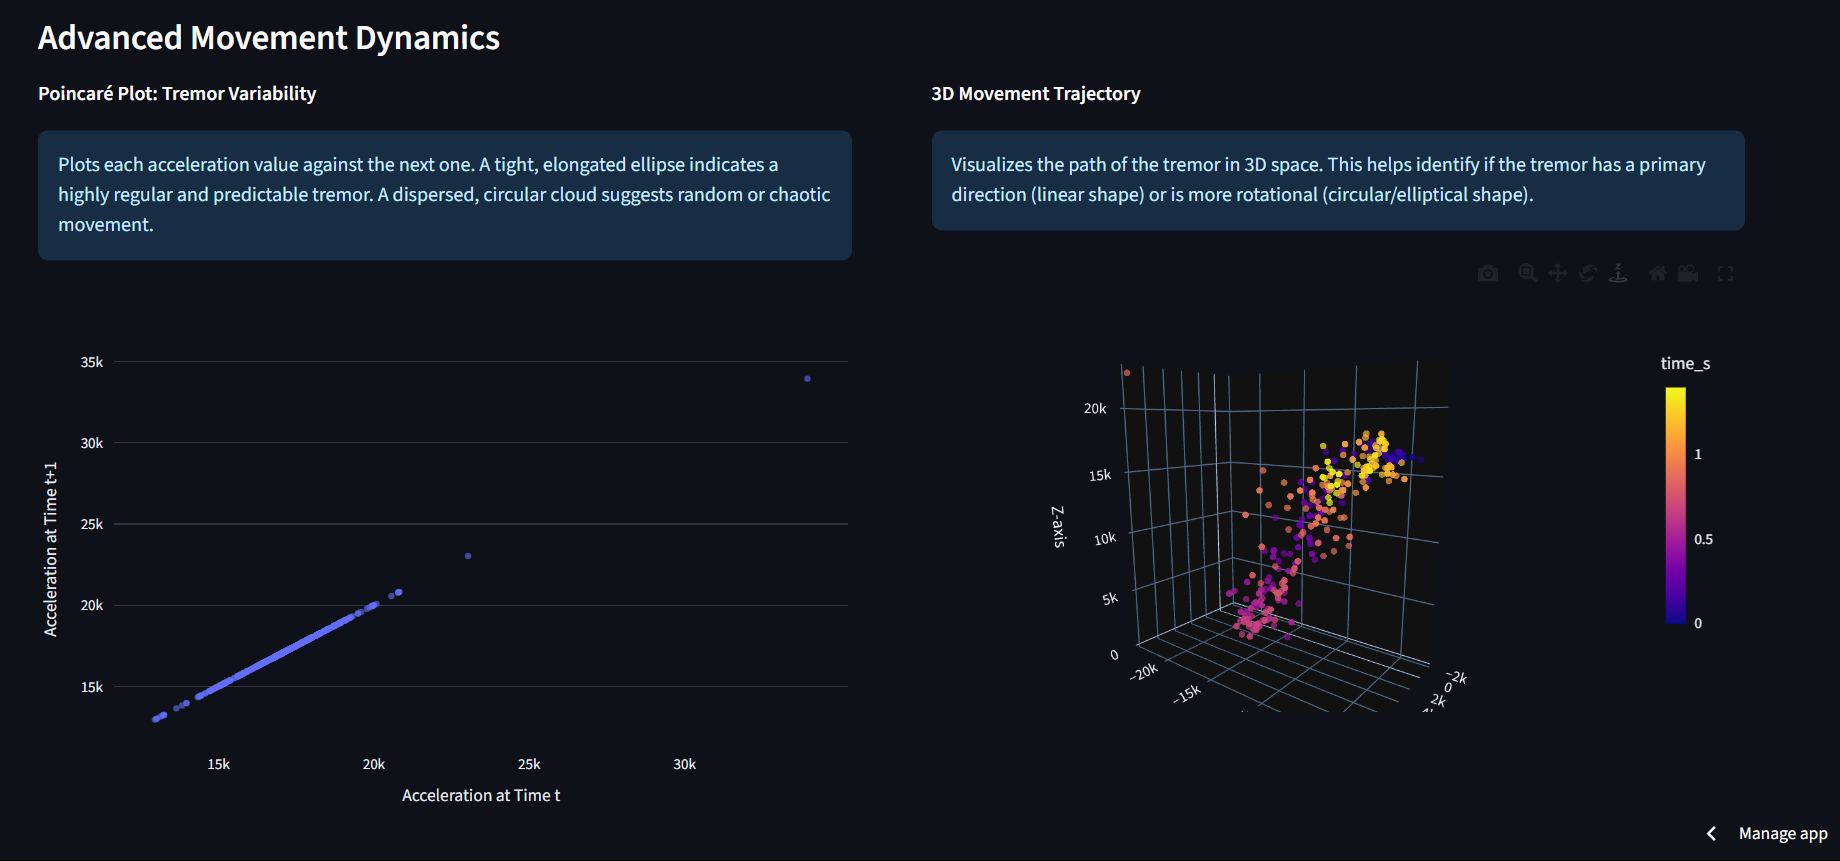 Advanced Movement Dynamics
Poincaré Plot: Tremor Variability
Plots each acceleration value against the next one. A tight, elongated ellipse indicates a
highly regular and predictable tremor. A dispersed, circular cloud suggests random or chaotic
movement.
35k
30k
25k
20k
15k
Acceleration at Time t+1
15k
20k
25k
30k
Acceleration at Time t
3D Movement Trajectory
Visualizes the path of the tremor in 3D space. This helps identify if the tremor has a primary
direction (linear shape) or is more rotational (circular/elliptical shape).
20k
15k
10k
5k
0
Z-axis
−20k
−15k
−2k
0
2k
time_s
1
0.5
0
Manage app